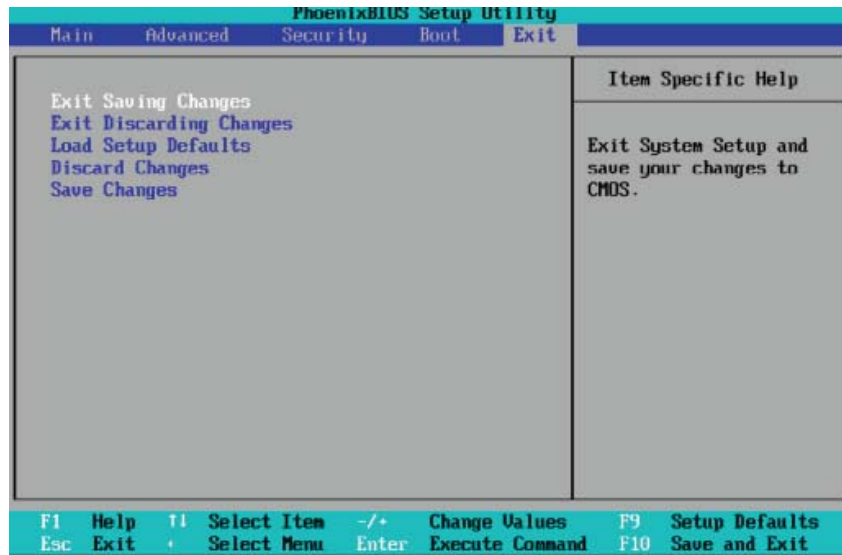 PhoenixBIOS Setup Utility
Main Advanced Security Boot Exit
Exit Saving Changes
Exit Discarding Changes
Load Setup Defaults
Discard Changes
Save Changes
Item Specific Help
Exit System Setup and
save your changes to
CMOS.
F1 Help ↑↓ Select Item -/+ Change Values F9 Setup Defaults
Esc Exit Select Menu Enter Execute Command F10 Save and Exit